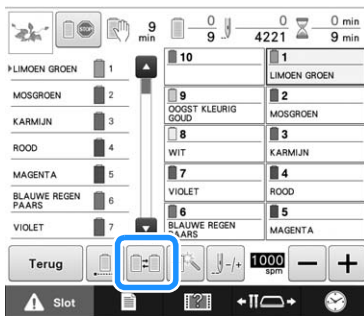 9 min
0
9
0
4221
0
9 min
LIMOEN GROEN 1
MOSGROEN 2
KARMIJN 3
ROOD 4
MAGENTA 5
BLAUWE REGEN
PAARS 6
VIOLET 7
10
1
LIMOEN GROEN
9
OOGST KLEURIG
GOUD
2
MOSGROEN
8
WIT
3
KARMIJN
7
VIOLET
4
ROOD
6
BLAUWE REGEN
PAARS
5
MAGENTA
Terug
-/+
1000
spm
Slot